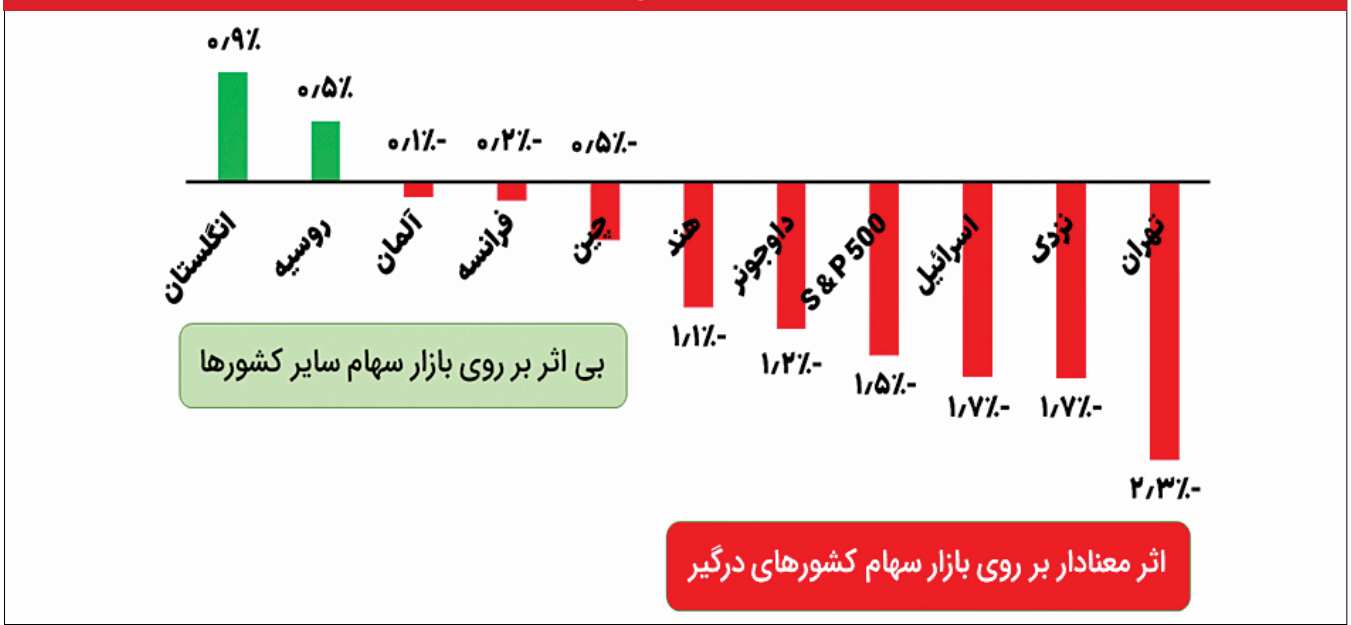 ۰٫۹٪
۰٫۵٪
۰٫۱٪-
۰٫۲٪-
۰٫۵٪-
انگلستان
روسیه
آلمان
فرانسه
چین
هند
داوجونز
S & P 500
اسرائیل
نزدک
تهران
۱٫۱٪-
۱٫۲٪-
۱٫۵٪-
۱٫۷٪-
۱٫۷٪-
۲٫۳٪-
بی اثر بر روی بازار سهام سایر کشورها
اثر معنادار بر روی بازار سهام کشورهای درگیر